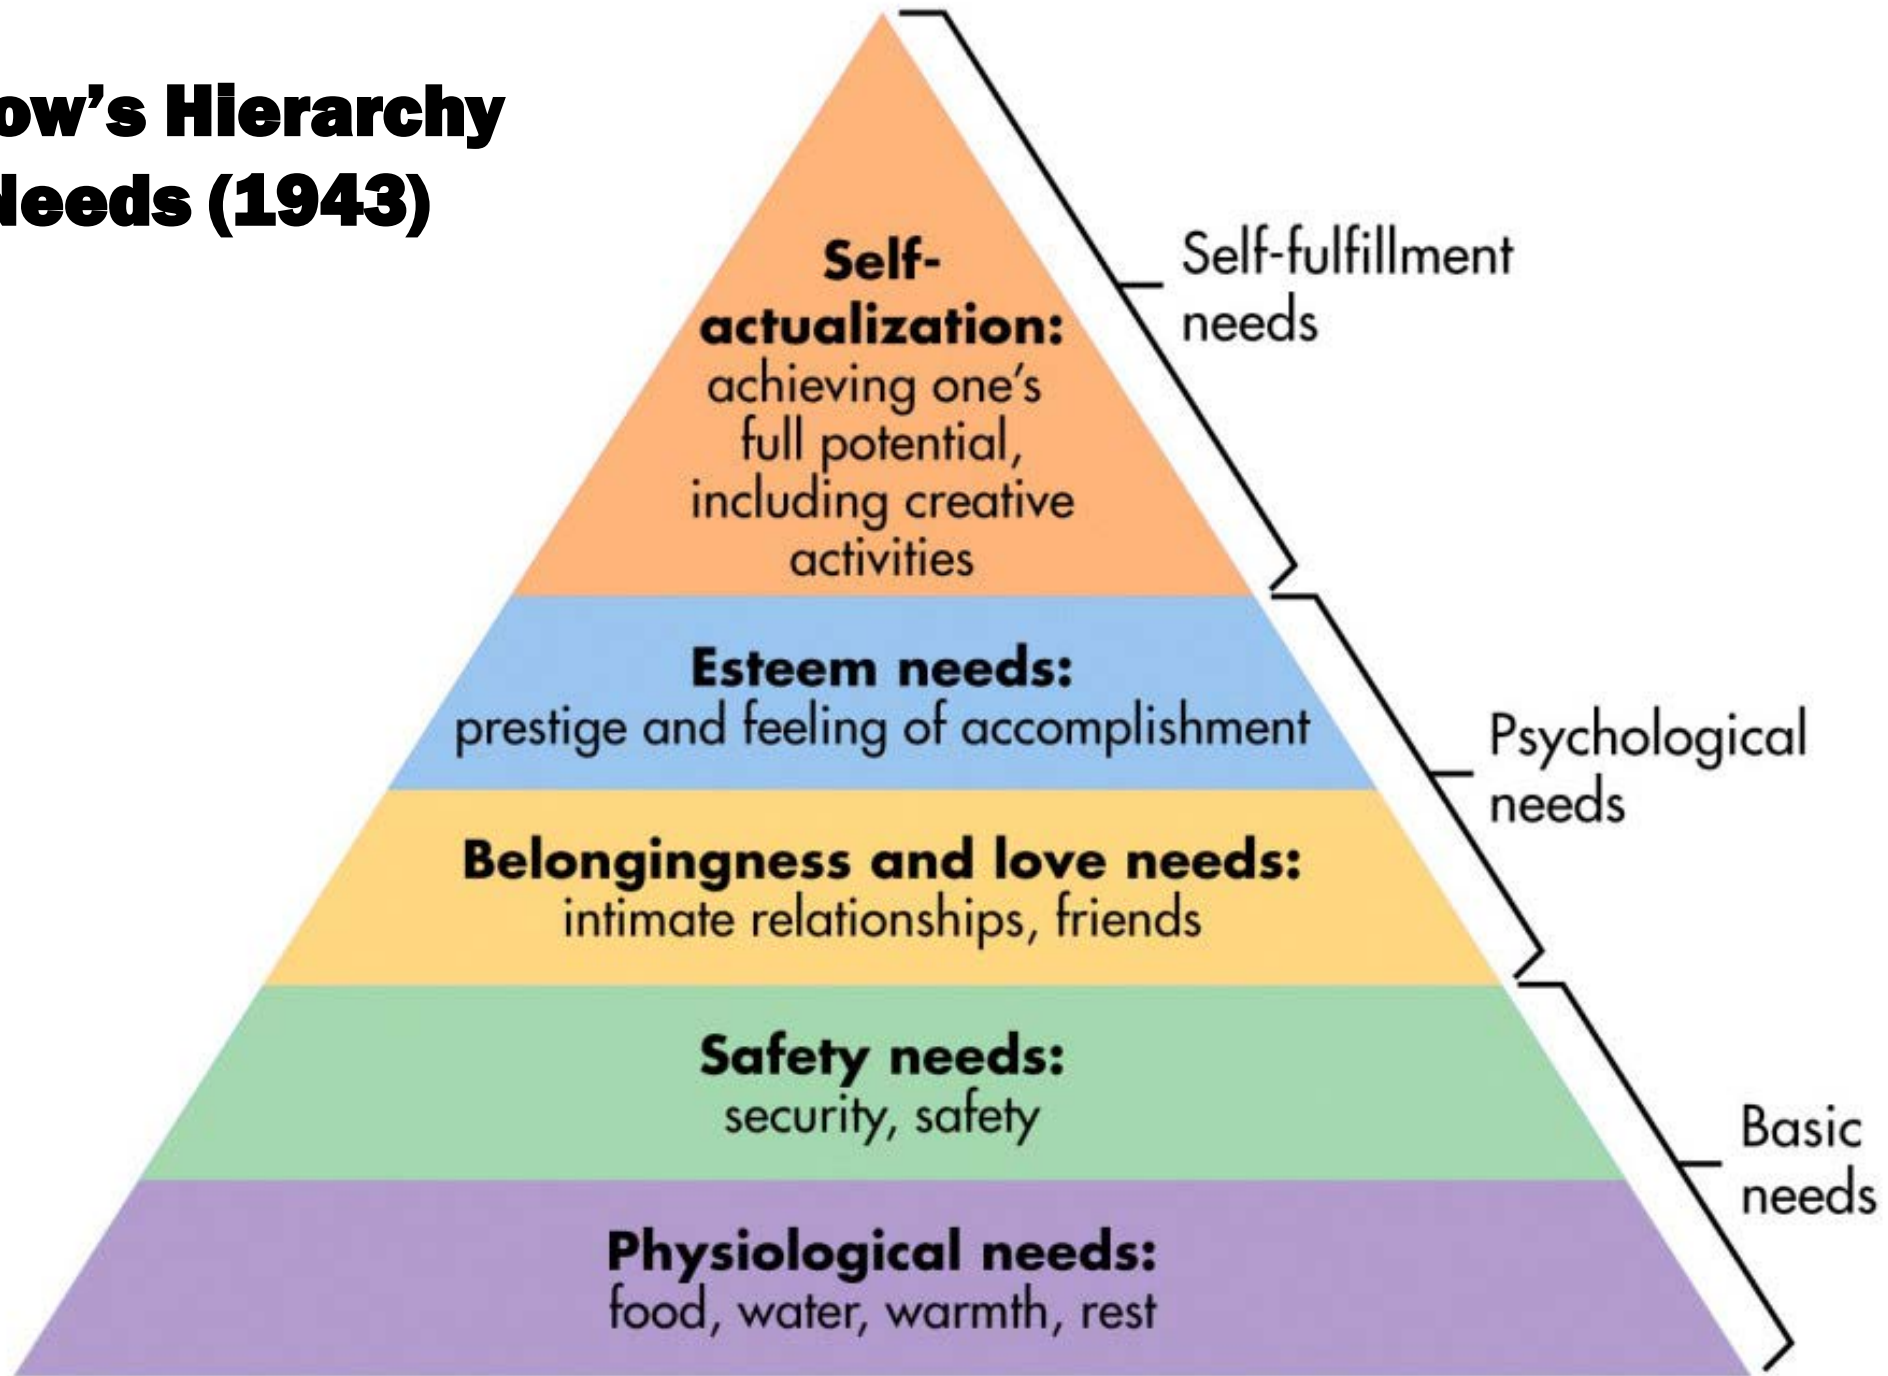 ow’s Hierarchy
Needs (1943)
Self-
actualization:
achieving one’s
full potential,
including creative
activities
Self-fulfillment
needs
Esteem needs:
prestige and feeling of accomplishment
Psychological
needs
Belongingness and love needs:
intimate relationships, friends
Safety needs:
security, safety
Basic
needs
Physiological needs:
food, water, warmth, rest